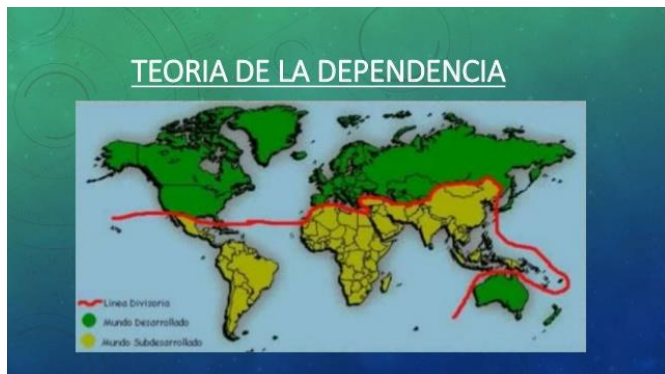 TEORIA DE LA DEPENDENCIA
Linea Divisoria
Mundo Desarrollado
Mundo Subdesarrollado